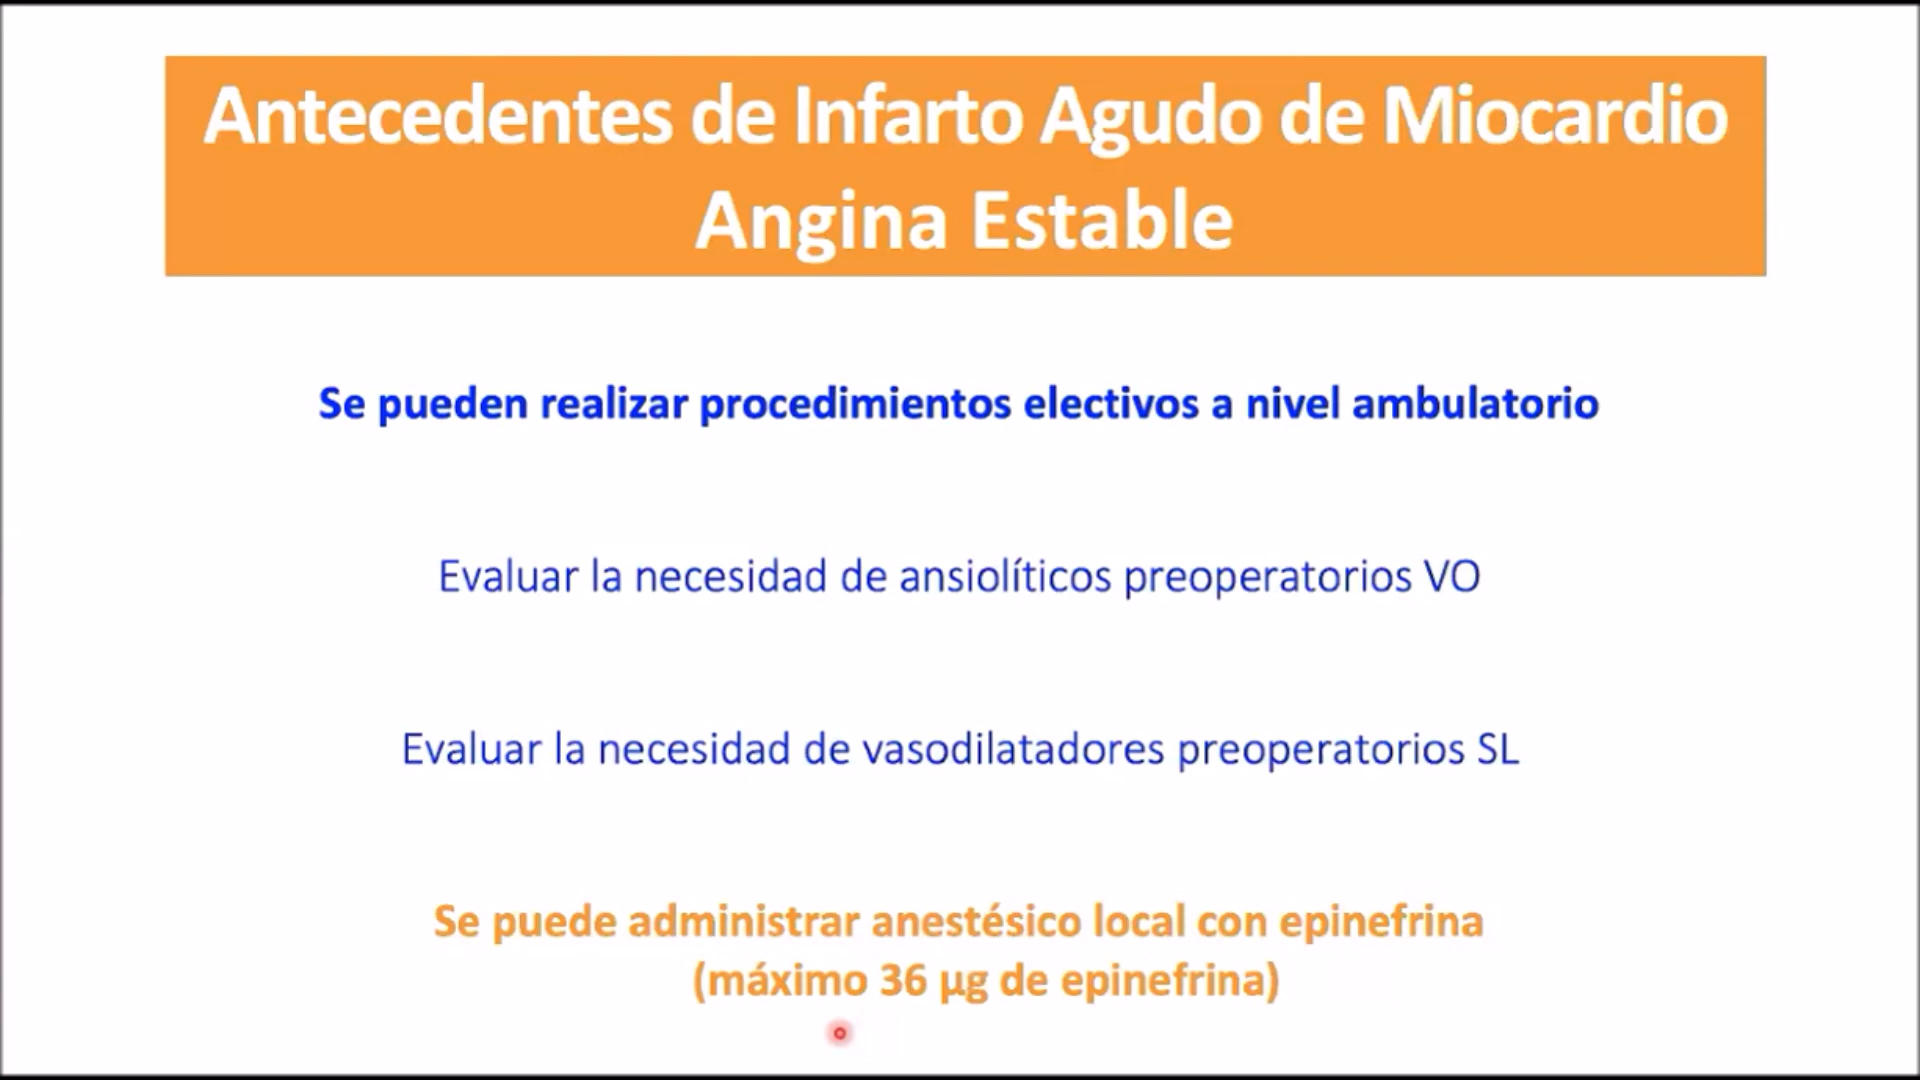 Antecedentes de Infarto Agudo de Miocardio
Angina Estable
Se pueden realizar procedimientos electivos a nivel ambulatorio
Evaluar la necesidad de ansiolíticos preoperatorios VO
Evaluar la necesidad de vasodilatadores preoperatorios SL
Se puede administrar anestésico local con epinefrina
(máximo 36 µg de epinefrina)